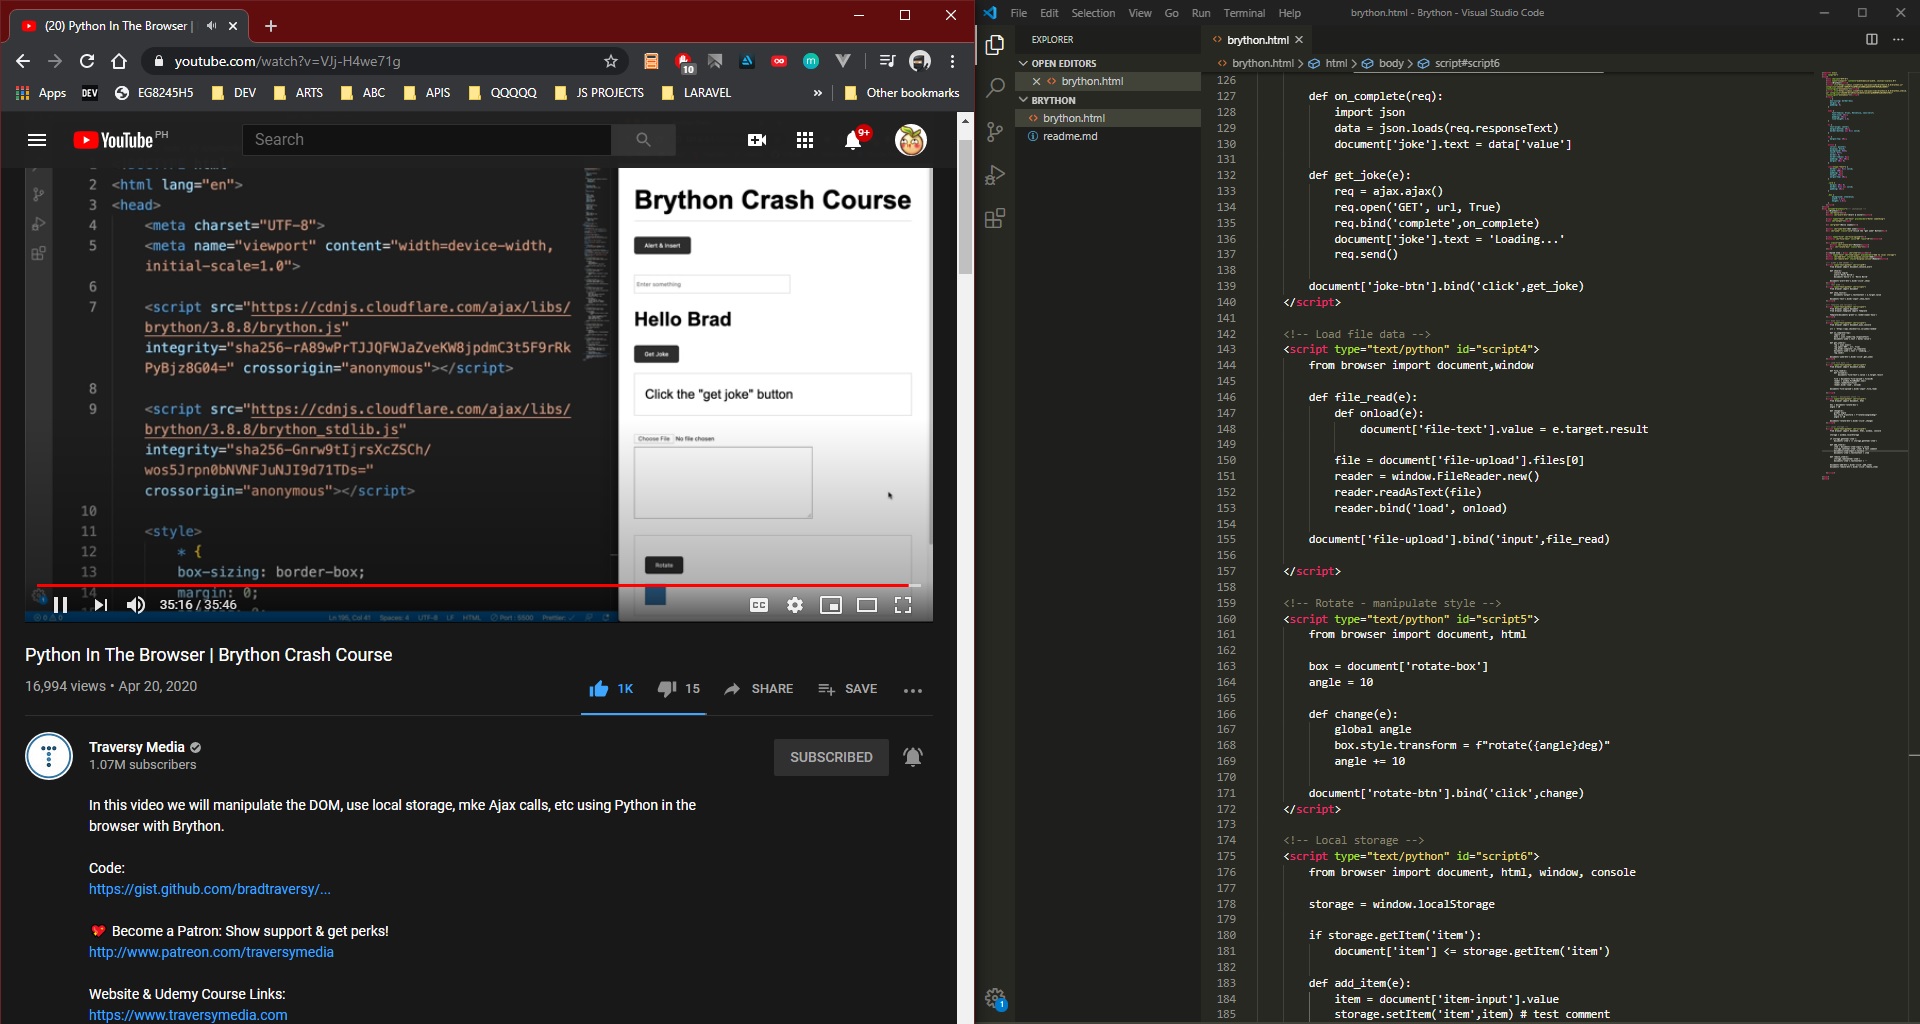 (20) Python In The Browser |
youtube.com/watch?v=VJj-H4we71g
10
Apps
DEV
EG8245H5
DEV
ARTS
ABC
APIS
QQQQQ
JS PROJECTS
LARAVEL
»
Other bookmarks
YouTube PH
Search
9+
2 <html lang="en">
3 <head>
4 <meta charset="UTF-8">
5 <meta name="viewport" content="width=device-width,
initial-scale=1.0">
6
7 <script src="https://cdnjs.cloudflare.com/ajax/libs/
brython/3.8.8/brython.js"
integrity="sha256-rA89wPrTJJQFWJaZveKW8jpdmC3t5F9rRk
PyBjz8G04=" crossorigin="anonymous"></script>
8
9 <script src="https://cdnjs.cloudflare.com/ajax/libs/
brython/3.8.8/brython_stdlib.js"
integrity="sha256-Gnrw9tIjrsXcZSCh/
wos5Jrpn0bNVNFJuNJI9d71TDs="
crossorigin="anonymous"></script>
10
11 <style>
12 * {
13 box-sizing: border-box;
14 margin: 0;
Brython Crash Course
Alert & Insert
Enter something
Hello Brad
Get Joke
Click the "get joke" button
Choose File No file chosen
Rotate
35:16 / 35:46
CC
Ln 195, Col 41 Spaces: 4 UTF-8 LF HTML Port : 5500 Prettier: ✓
Python In The Browser | Brython Crash Course
16,994 views • Apr 20, 2020
1K
15
SHARE
SAVE
Traversy Media
1.07M subscribers
SUBSCRIBED
In this video we will manipulate the DOM, use local storage, mke Ajax calls, etc using Python in the
browser with Brython.
Code:
https://gist.github.com/bradtraversy/...
Become a Patron: Show support & get perks!
http://www.patreon.com/traversymedia
Website & Udemy Course Links:
https://www.traversymedia.com
File Edit Selection View Go Run Terminal Help
brython.html - Brython - Visual Studio Code
EXPLORER
OPEN EDITORS
brython.html
BRYTHON
brython.html
readme.md
1
brython.html
brython.html > html > body > script#script6
126
127 def on_complete(req):
128 import json
129 data = json.loads(req.responseText)
130 document['joke'].text = data['value']
131
132 def get_joke(e):
133 req = ajax.ajax()
134 req.open('GET', url, True)
135 req.bind('complete',on_complete)
136 document['joke'].text = 'Loading...'
137 req.send()
138
139 document['joke-btn'].bind('click',get_joke)
140 </script>
141
142 <!-- Load file data -->
143 <script type="text/python" id="script4">
144 from browser import document,window
145
146 def file_read(e):
147 def onload(e):
148 document['file-text'].value = e.target.result
149
150 file = document['file-upload'].files[0]
151 reader = window.FileReader.new()
152 reader.readAsText(file)
153 reader.bind('load', onload)
154
155 document['file-upload'].bind('input',file_read)
156
157 </script>
158
159 <!-- Rotate - manipulate style -->
160 <script type="text/python" id="script5">
161 from browser import document, html
162
163 box = document['rotate-box']
164 angle = 10
165
166 def change(e):
167 global angle
168 box.style.transform = f"rotate({angle}deg)"
169 angle += 10
170
171 document['rotate-btn'].bind('click',change)
172 </script>
173
174 <!-- Local storage -->
175 <script type="text/python" id="script6">
176 from browser import document, html, window, console
177
178 storage = window.localStorage
179
180 if storage.getItem('item'):
181 document['item'] <= storage.getItem('item')
182
183 def add_item(e):
184 item = document['item-input'].value
185 storage.setItem('item',item) # test comment